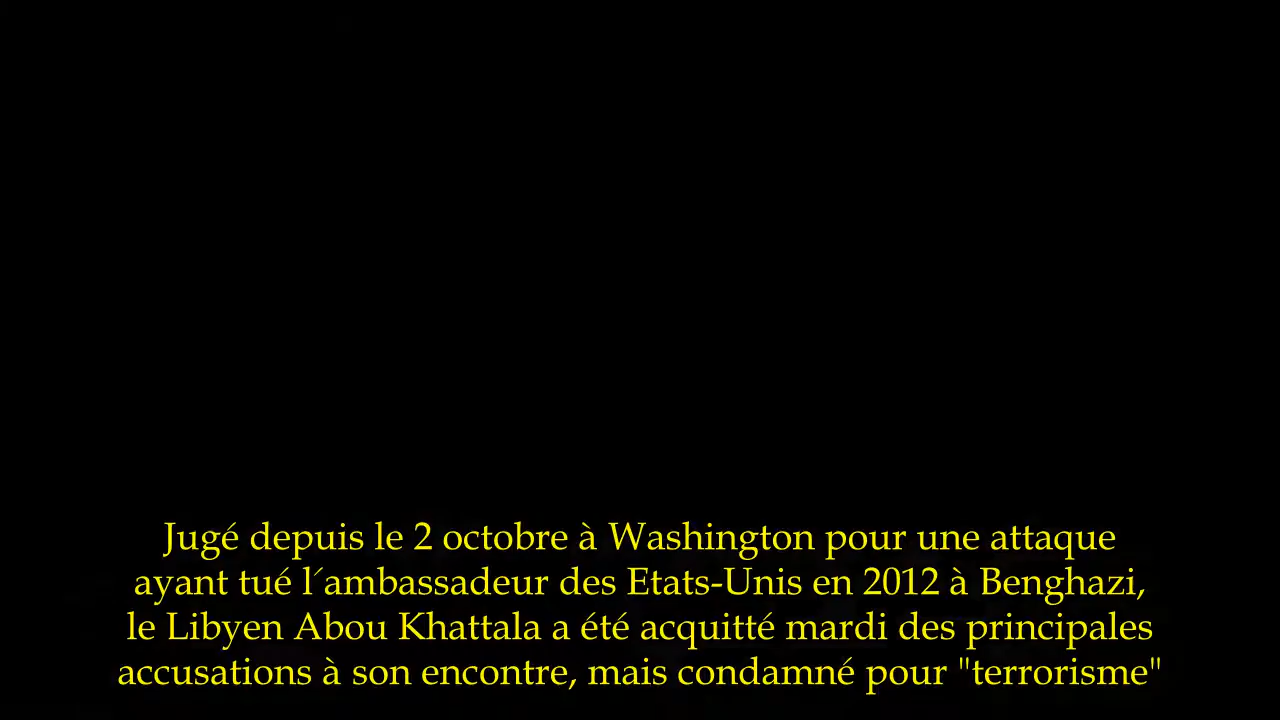 Jugé depuis le 2 octobre à Washington pour une attaque
ayant tué l´ambassadeur des Etats-Unis en 2012 à Benghazi,
le Libyen Abou Khattala a été acquitté mardi des principales
accusations à son encontre, mais condamné pour "terrorisme"